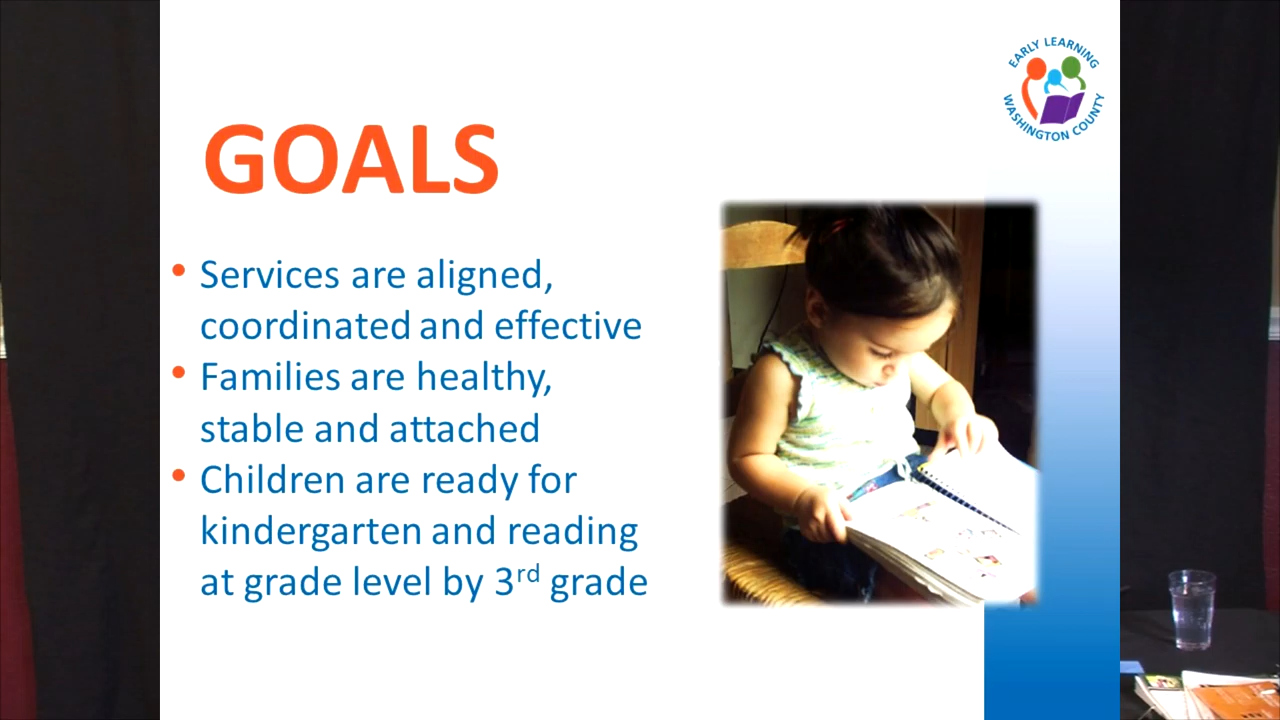 EARLY LEARNING
WASHINGTON COUNTY
GOALS
• Services are aligned,
coordinated and effective
• Families are healthy,
stable and attached
• Children are ready for
kindergarten and reading
at grade level by 3rd grade